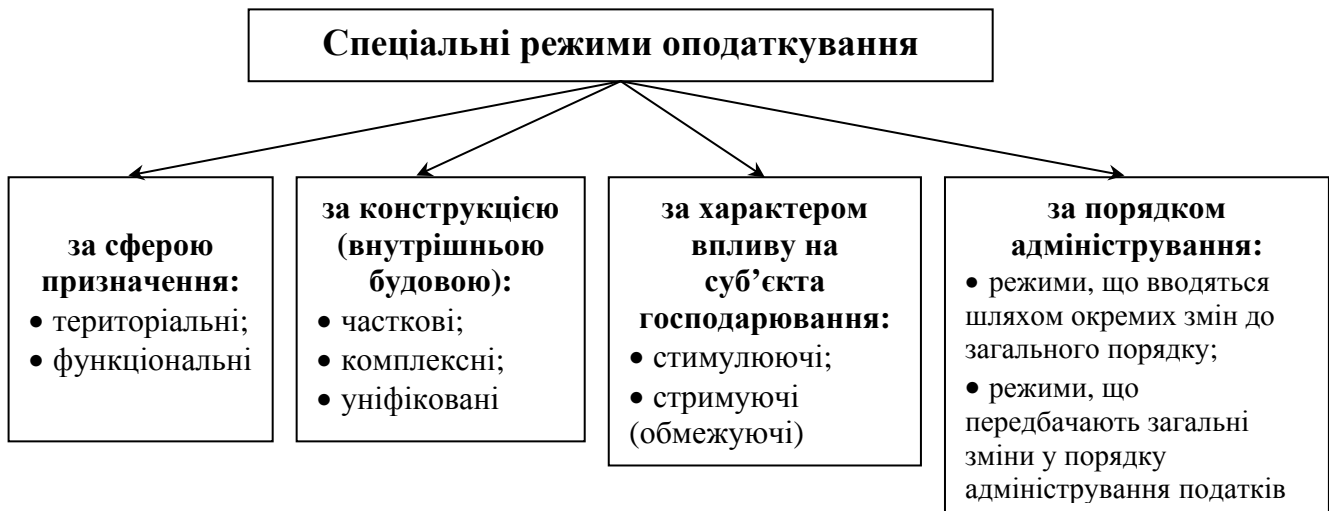 Спеціальні режими оподаткування
за сферою
призначення:
• територіальні;
• функціональні
за конструкцією
(внутрішньою
будовою):
• часткові;
• комплексні;
• уніфіковані
за характером
впливу на
суб’єкта
господарювання:
• стимулюючі;
• стримуючі
(обмежуючі)
за порядком
адміністрування:
• режими, що вводяться
шляхом окремих змін до
загального порядку;
• режими, що
передбачають загальні
зміни у порядку
адміністрування податків